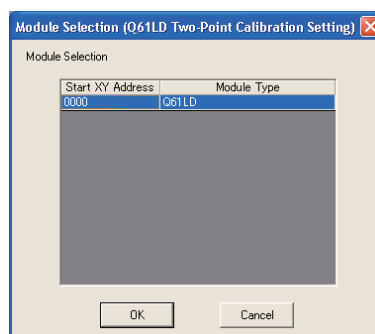 Module Selection (Q61LD Two-Point Calibration Setting)
Module Selection
Start XY Address Module Type
0000 Q61LD
OK Cancel